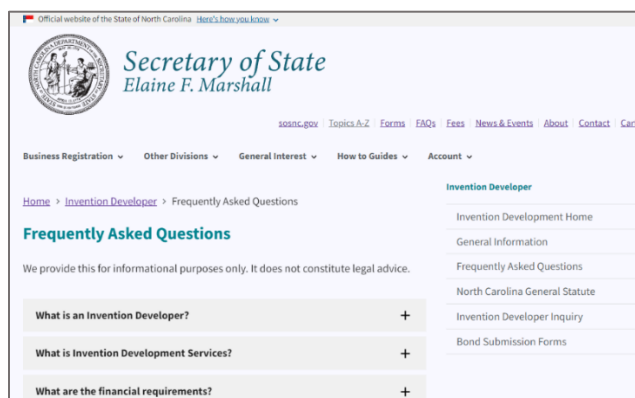 Official website of the State of North Carolina Here's how you know
Secretary of State
Elaine F. Marshall
sosnc.gov Topics A-Z Forms FAQs Fees News & Events About Contact Cart
Business Registration Other Divisions General Interest How to Guides Account
Home > Invention Developer > Frequently Asked Questions
Frequently Asked Questions
We provide this for informational purposes only. It does not constitute legal advice.
What is an Invention Developer? +
What is Invention Development Services? +
What are the financial requirements? +
Invention Developer
Invention Development Home
General Information
Frequently Asked Questions
North Carolina General Statute
Invention Developer Inquiry
Bond Submission Forms